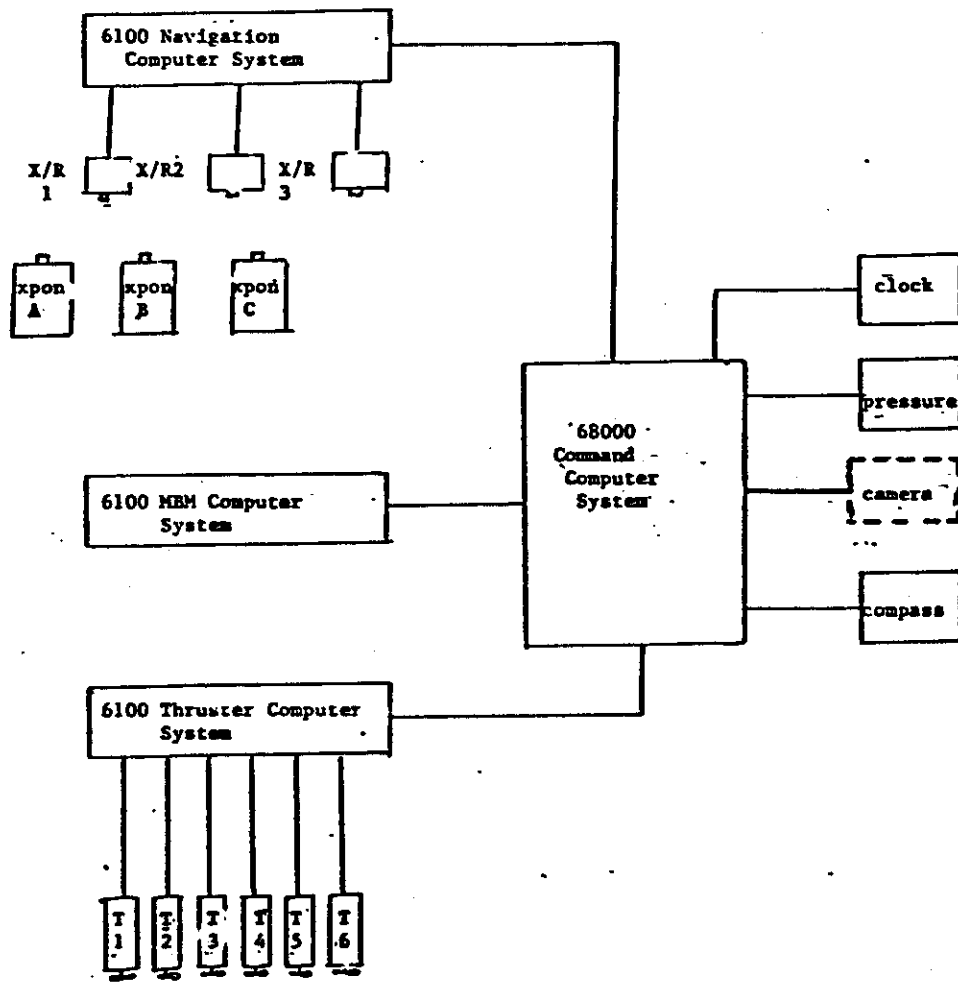 6100 Navigation
Computer System
X/R
1
X/R2
X/R
3
xpon
A
xpon
B
xpon
C
clock
pressure
camera
compass
68000
Command
Computer
System
6100 MBM Computer
System
6100 Thruster Computer
System
T
1
T
2
T
3
T
4
T
5
T
6